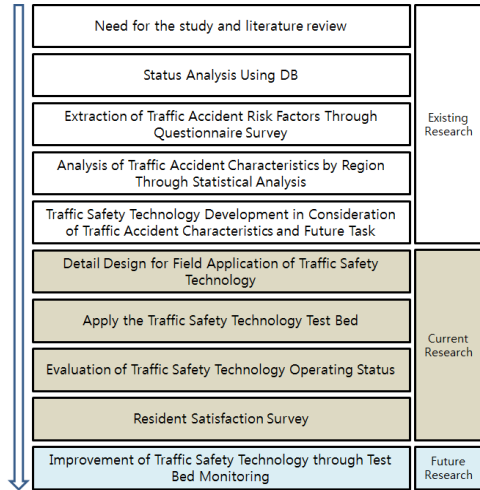 Need for the study and literature review
Status Analysis Using DB
Extraction of Traffic Accident Risk Factors Through
Questionnaire Survey
Analysis of Traffic Accident Characteristics by Region
Through Statistical Analysis
Traffic Safety Technology Development in Consideration
of Traffic Accident Characteristics and Future Task
Existing
Research
Detail Design for Field Application of Traffic Safety
Technology
Apply the Traffic Safety Technology Test Bed
Evaluation of Traffic Safety Technology Operating Status
Resident Satisfaction Survey
Current
Research
Improvement of Traffic Safety Technology through Test
Bed Monitoring
Future
Research